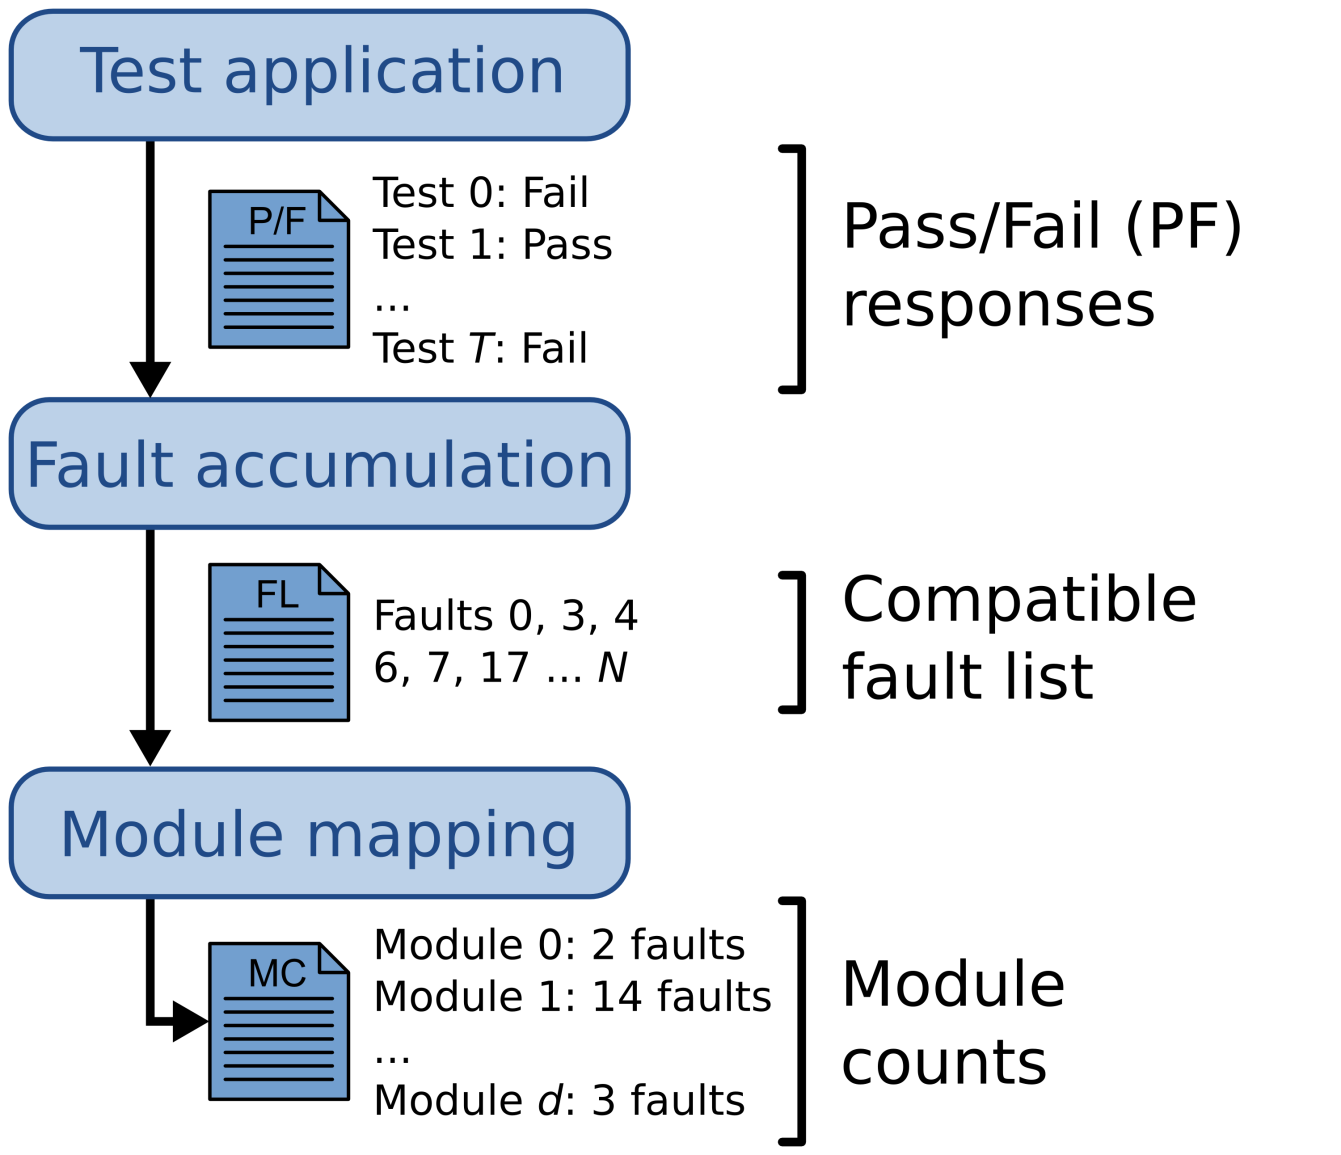 Test application
P/F
Test 0: Fail
Test 1: Pass
...
Test T: Fail
Pass/Fail (PF)
responses
Fault accumulation
FL
Faults 0, 3, 4
6, 7, 17 ... N
Compatible
fault list
Module mapping
MC
Module 0: 2 faults
Module 1: 14 faults
...
Module d: 3 faults
Module
counts